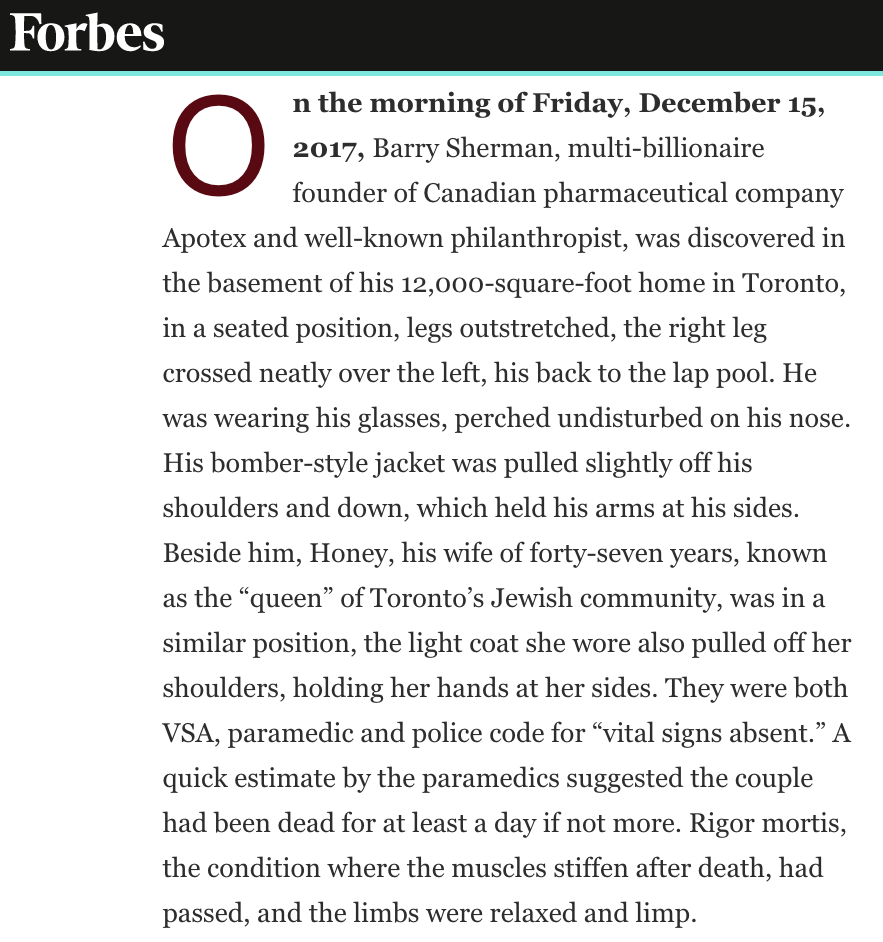 Forbes
On the morning of Friday, December 15,
2017, Barry Sherman, multi-billionaire
founder of Canadian pharmaceutical company
Apotex and well-known philanthropist, was discovered in
the basement of his 12,000-square-foot home in Toronto,
in a seated position, legs outstretched, the right leg
crossed neatly over the left, his back to the lap pool. He
was wearing his glasses, perched undisturbed on his nose.
His bomber-style jacket was pulled slightly off his
shoulders and down, which held his arms at his sides.
Beside him, Honey, his wife of forty-seven years, known
as the “queen” of Toronto’s Jewish community, was in a
similar position, the light coat she wore also pulled off her
shoulders, holding her hands at her sides. They were both
VSA, paramedic and police code for “vital signs absent.” A
quick estimate by the paramedics suggested the couple
had been dead for at least a day if not more. Rigor mortis,
the condition where the muscles stiffen after death, had
passed, and the limbs were relaxed and limp.